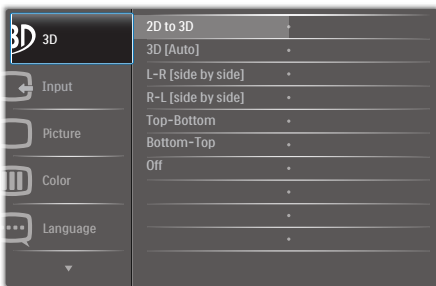 3D
3D
Input
Picture
Color
Language
2D to 3D
3D [Auto]
L-R [side by side]
R-L [side by side]
Top-Bottom
Bottom-Top
Off